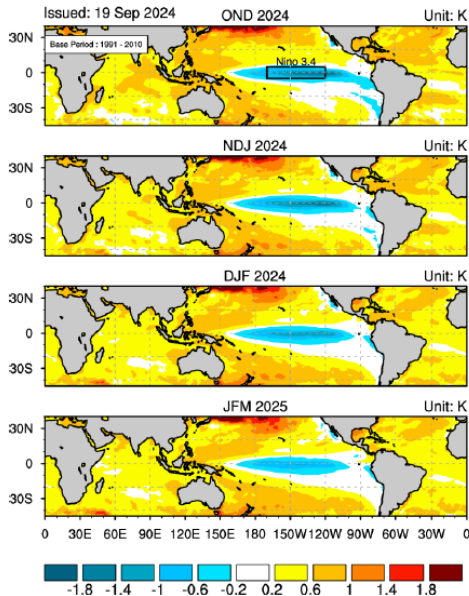 Issued: 19 Sep 2024 OND 2024 Unit: K
30N
Base Period : 1991 - 2010
Nino 3.4
0
30S
NDJ 2024 Unit: K
30N
0
30S
DJF 2024 Unit: K
30N
0
30S
JFM 2025 Unit: K
30N
0
30S
0 30E 60E 90E 120E 150E 180 150W 120W 90W 60W 30W 0
-1.8 -1.4 -1 -0.6 -0.2 0.2 0.6 1 1.4 1.8